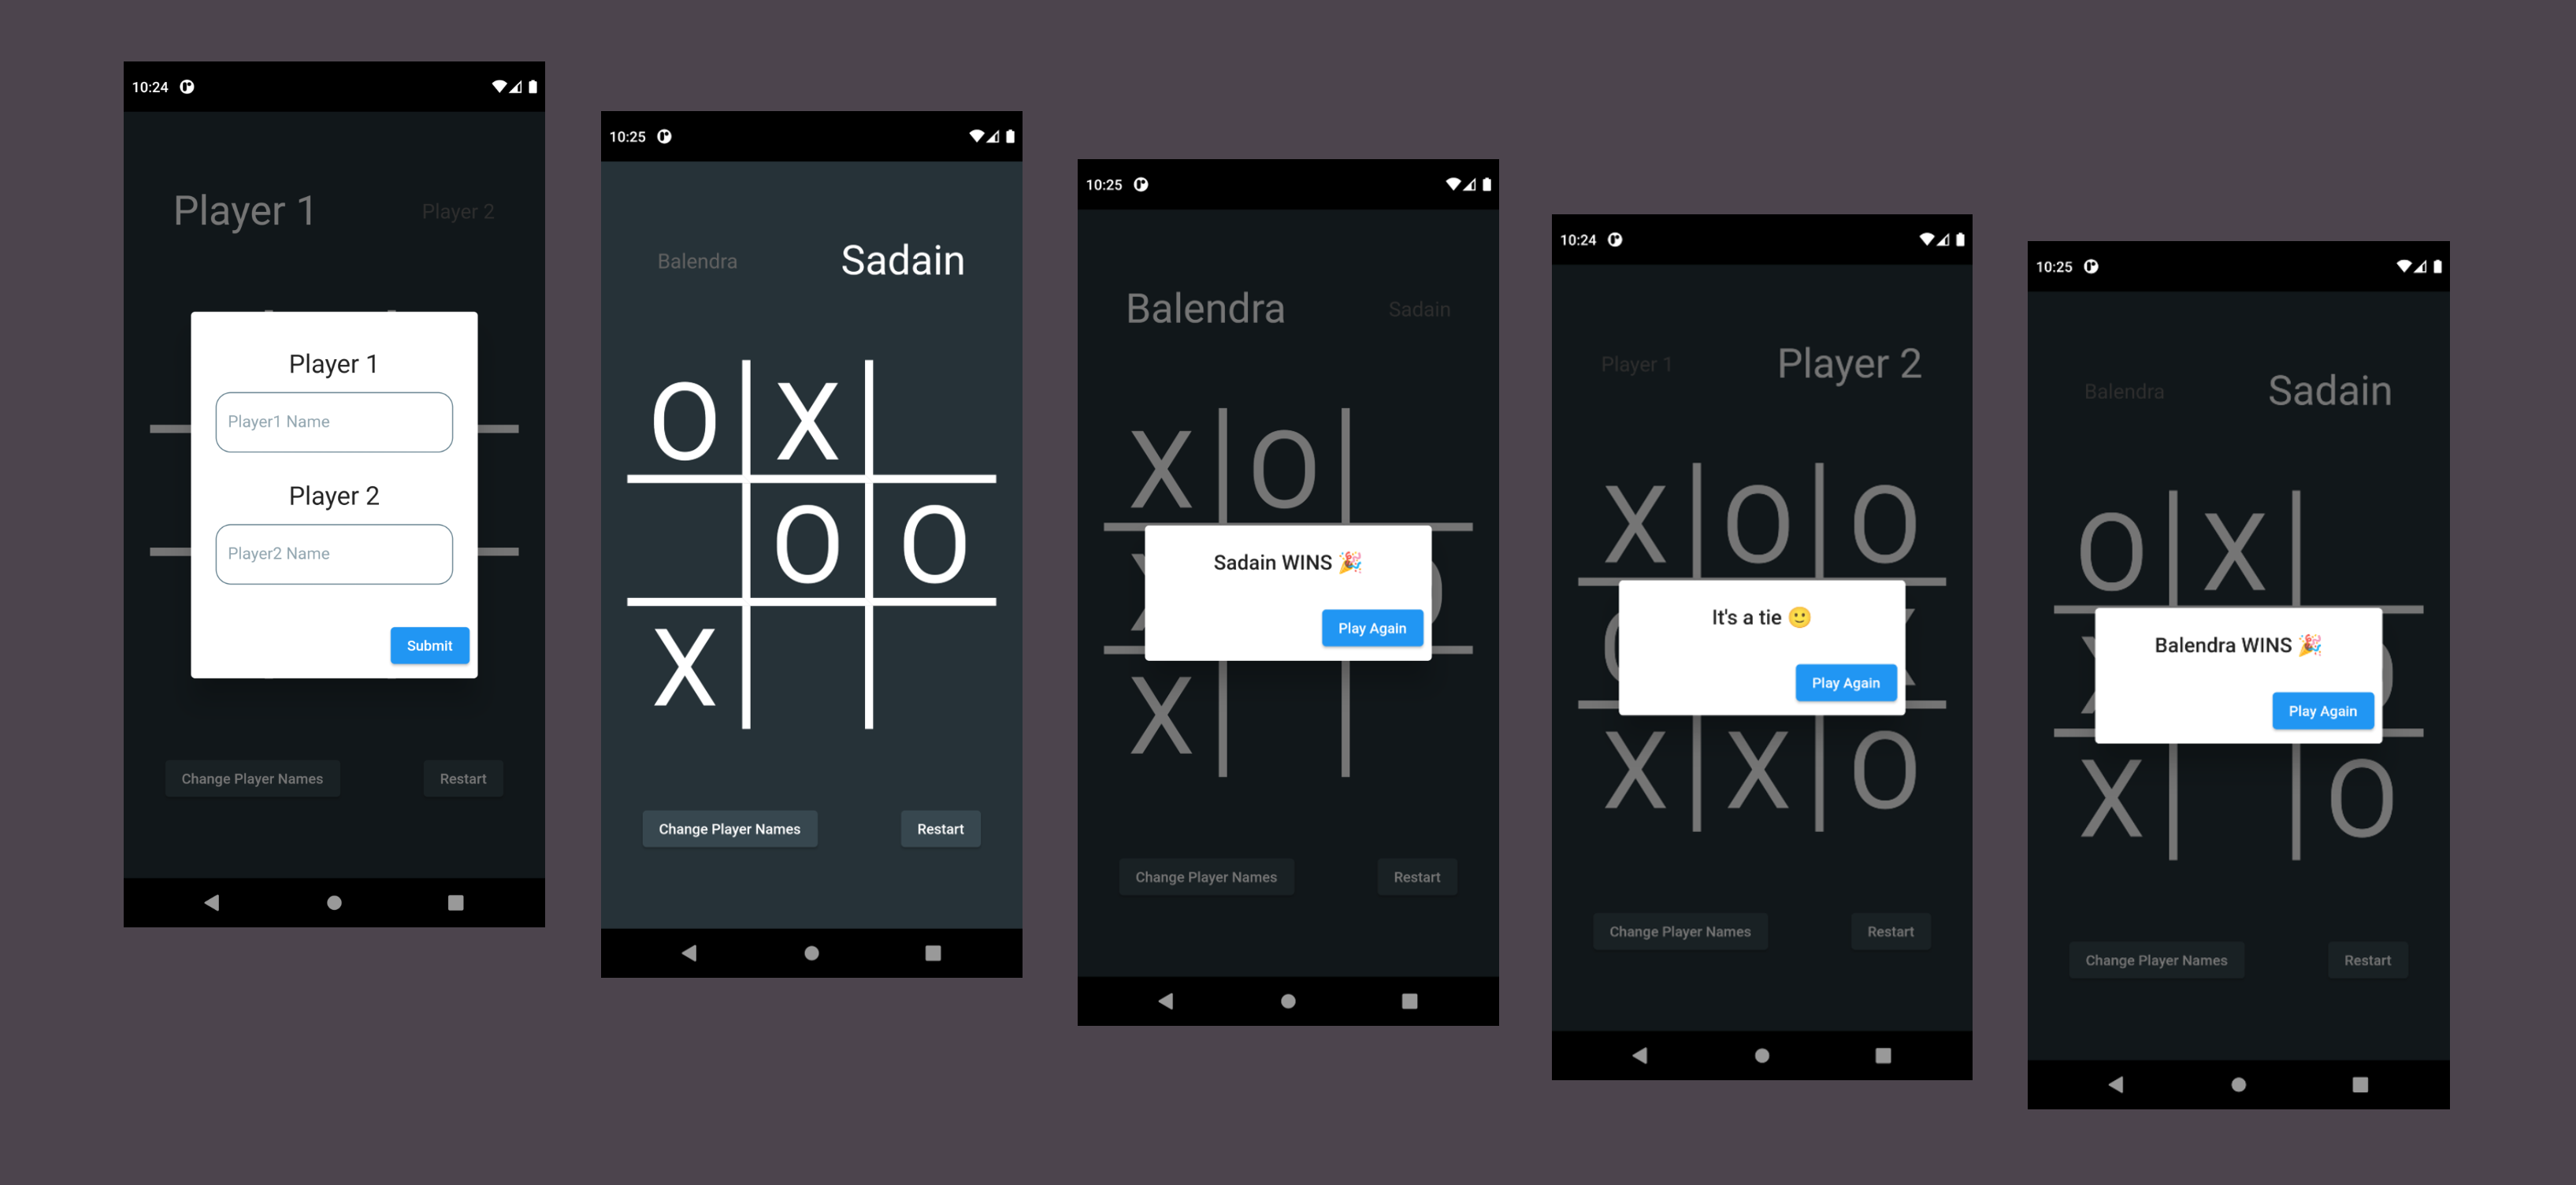 10:24
Player 1 Player 2
Player 1
Player1 Name
Player 2
Player2 Name
Submit
Change Player Names Restart
10:25
Balendra Sadain
O X
O O
X
Change Player Names Restart
10:25
Balendra Sadain
X O
Sadain WINS 🎉
Play Again
X
Change Player Names Restart
10:24
Player 1 Player 2
X O O
It's a tie 🙂
Play Again
X X O
Change Player Names Restart
10:25
Balendra Sadain
O X
Balendra WINS 🎉
Play Again
X O
Change Player Names Restart